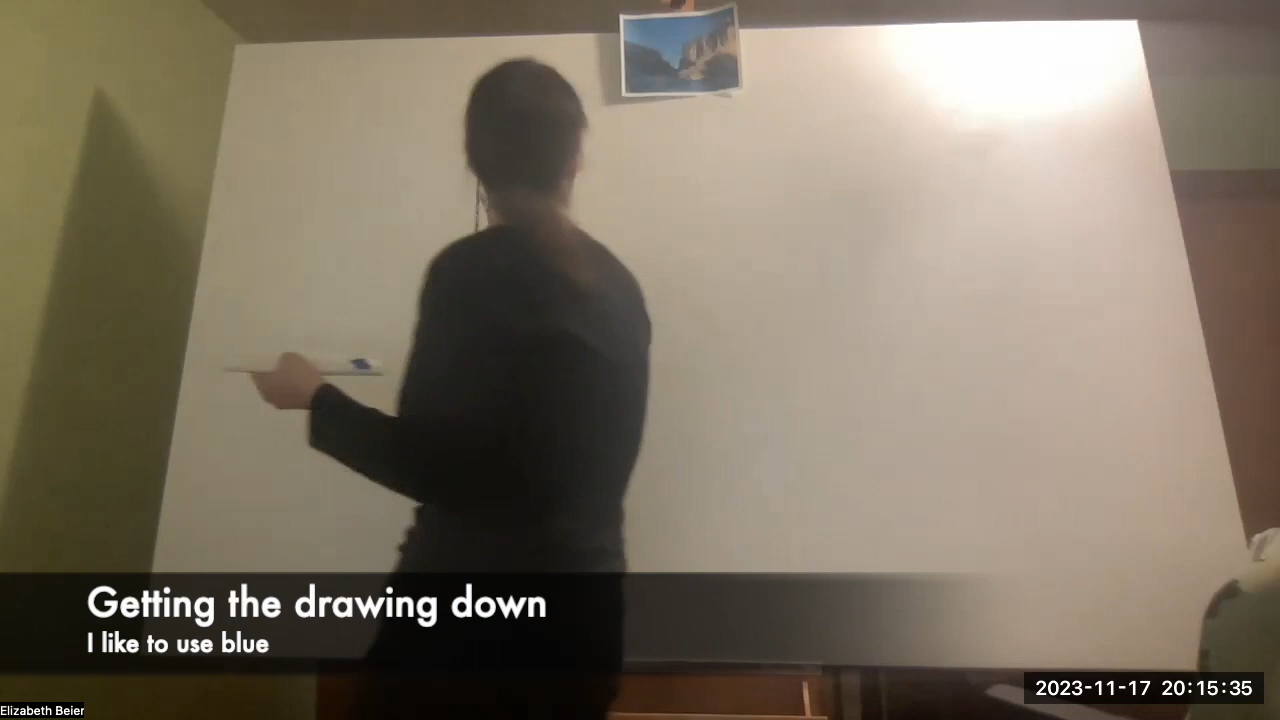 Getting the drawing down
I like to use blue
2023-11-17 20:15:35
Elizabeth Beier